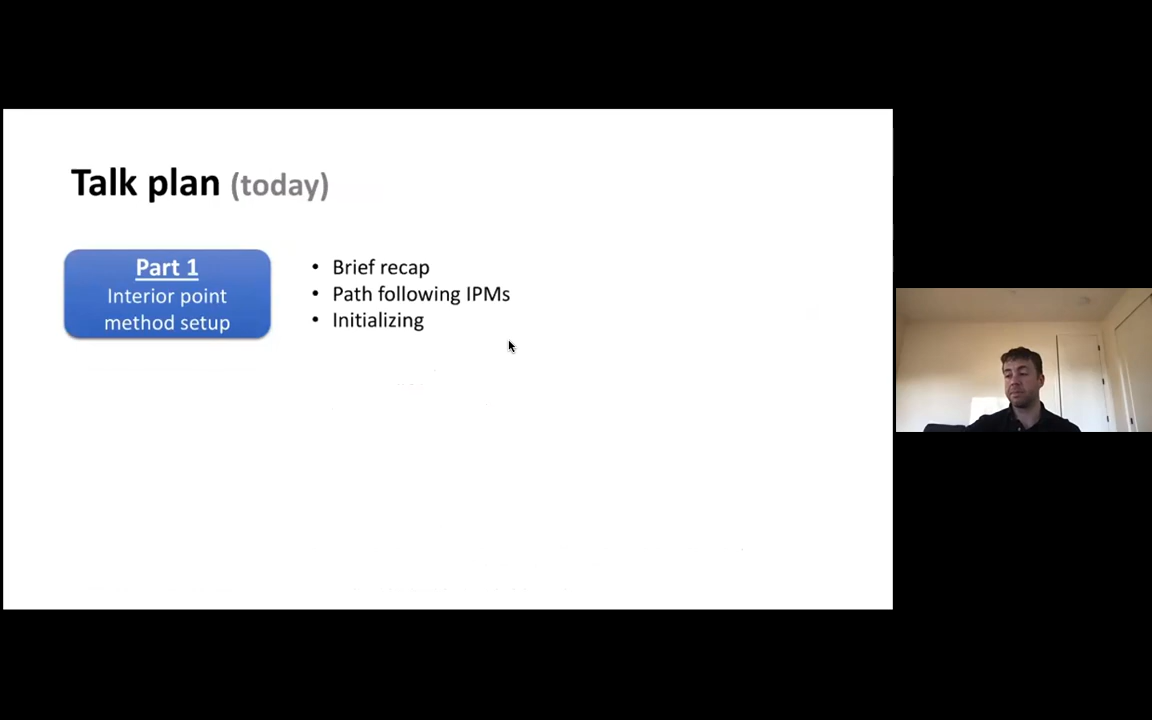 Talk plan (today)
Part 1
Interior point
method setup
• Brief recap
• Path following IPMs
• Initializing